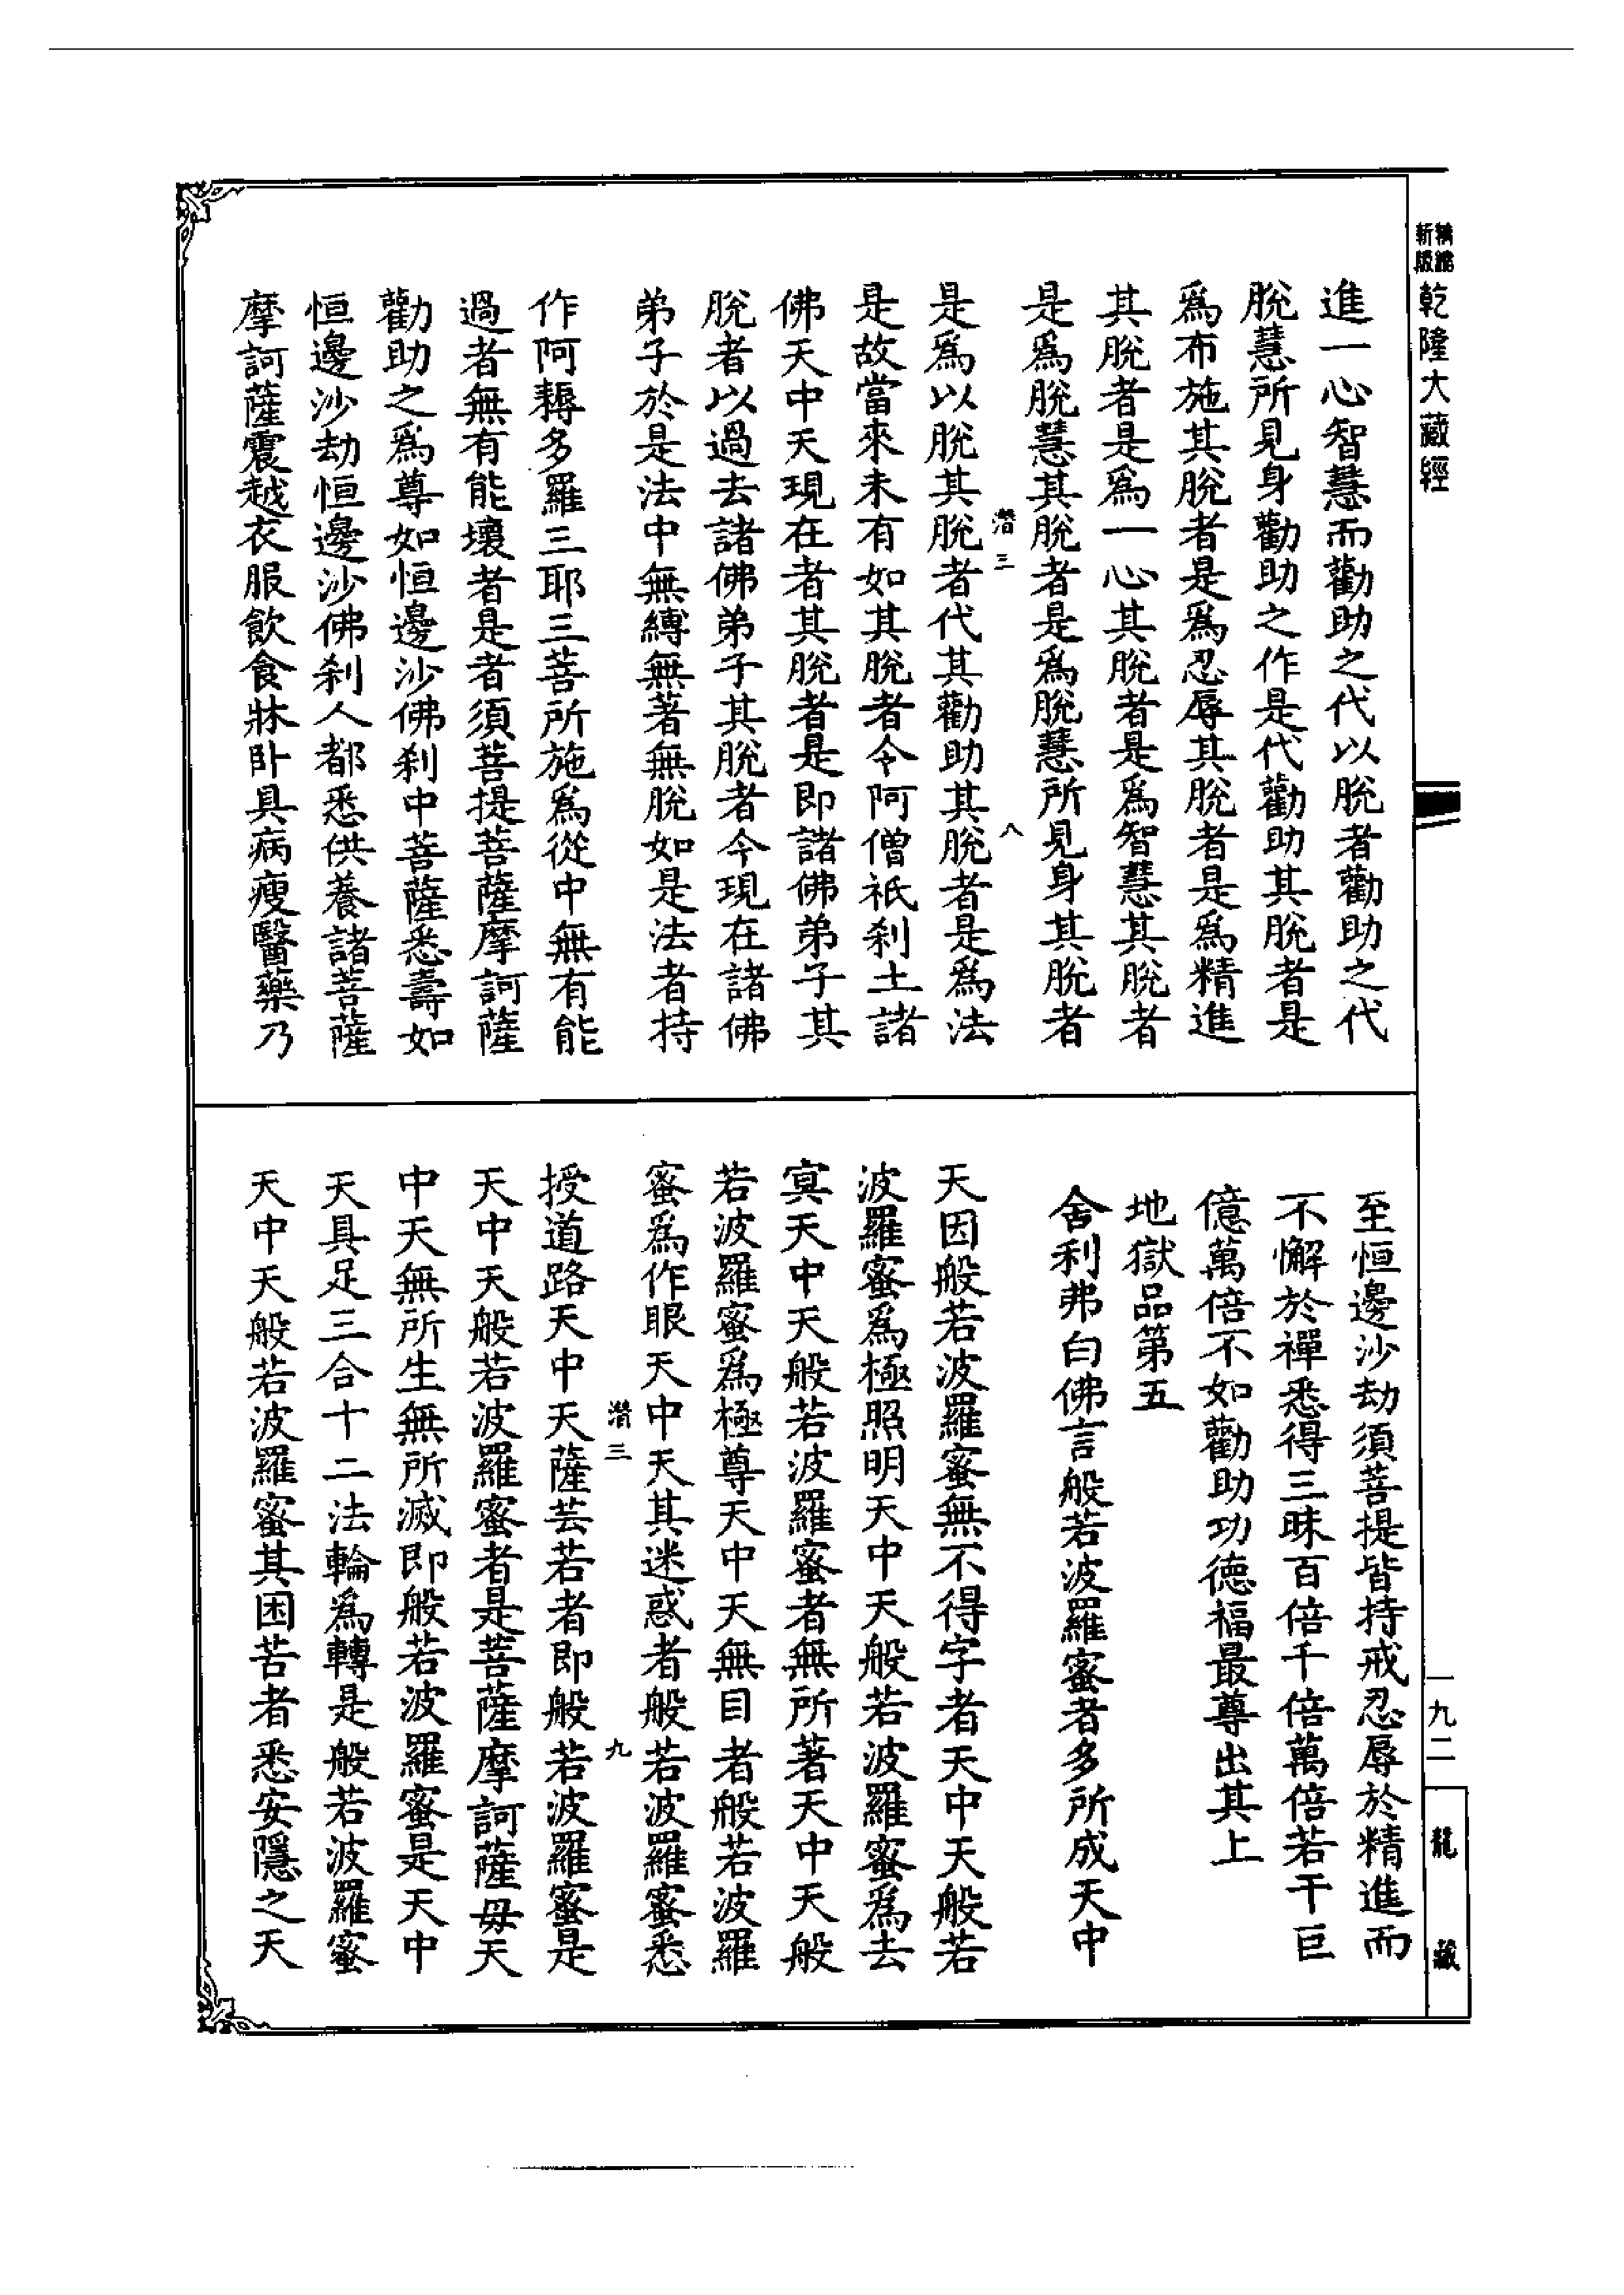 精縮
新版
乾隆大藏經
進一心智慧而勸助之代以脫者勸助之代
脫慧所見身勸助之作是代勸助其脫者是
爲布施其脫者是爲忍辱其脫者是爲精進
其脫者是爲一心其脫者是爲智慧其脫者
是爲脫慧其脫者是爲脫慧所見身其脫者
潛三
八
是爲以脫其脫者代其勸助其脫者是爲法
是故當來未有如其脫者令阿僧祇刹土諸
佛天中天現在者其脫者是即諸佛弟子其
脫者以過去諸佛弟子其脫者今現在諸佛
弟子於是法中無縛無著無脫如是法者持
作阿耨多羅三耶三菩所施爲從中無有能
過者無有能壞者是者須菩提菩薩摩訶薩
勸助之爲尊如恒邊沙佛刹中菩薩悉壽如
恒邊沙劫恒邊沙佛刹人都悉供養諸菩薩
摩訶薩震越衣服飲食牀卧具病瘦醫藥乃
至恒邊沙劫須菩提皆持戒忍辱於精進而
不懈於禪悉得三昧百倍千倍萬倍若干巨
億萬倍不如勸助功德福最尊出其上
地獄品第五
舍利弗白佛言般若波羅蜜者多所成天中
天因般若波羅蜜無不得字者天中天般若
波羅蜜爲極照明天中天般若波羅蜜爲去
冥天中天般若波羅蜜者無所著天中天般
若波羅蜜爲極尊天中天無目者般若波羅
蜜爲作眼天中天其迷惑者般若波羅蜜悉
潛三
九
授道路天中天薩芸若者即般若波羅蜜是
天中天般若波羅蜜者是菩薩摩訶薩毋天
中天無所生無所滅即般若波羅蜜是天中
天具足三合十二法輪爲轉是般若波羅蜜
天中天般若波羅蜜其困苦者悉安隱之天
一九二
龍藏